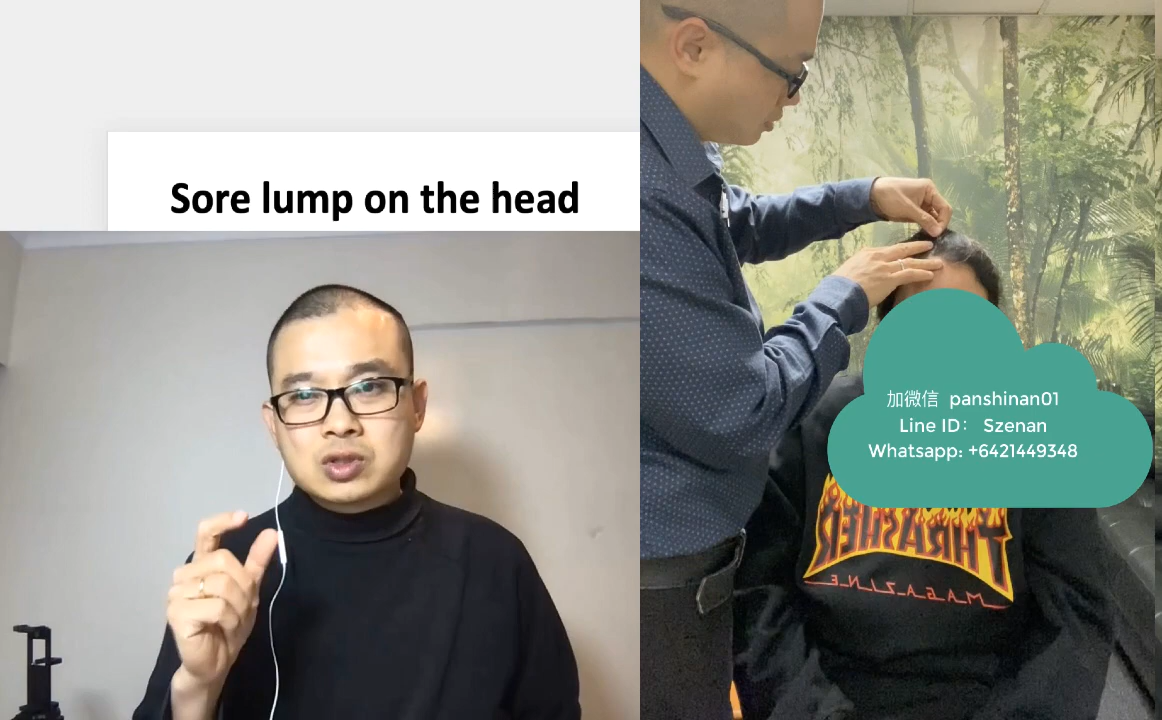 Sore lump on the head
加微信 panshinan01
Line ID: Szenan
Whatsapp: +6421449348
THRASHER
MAGAZINE